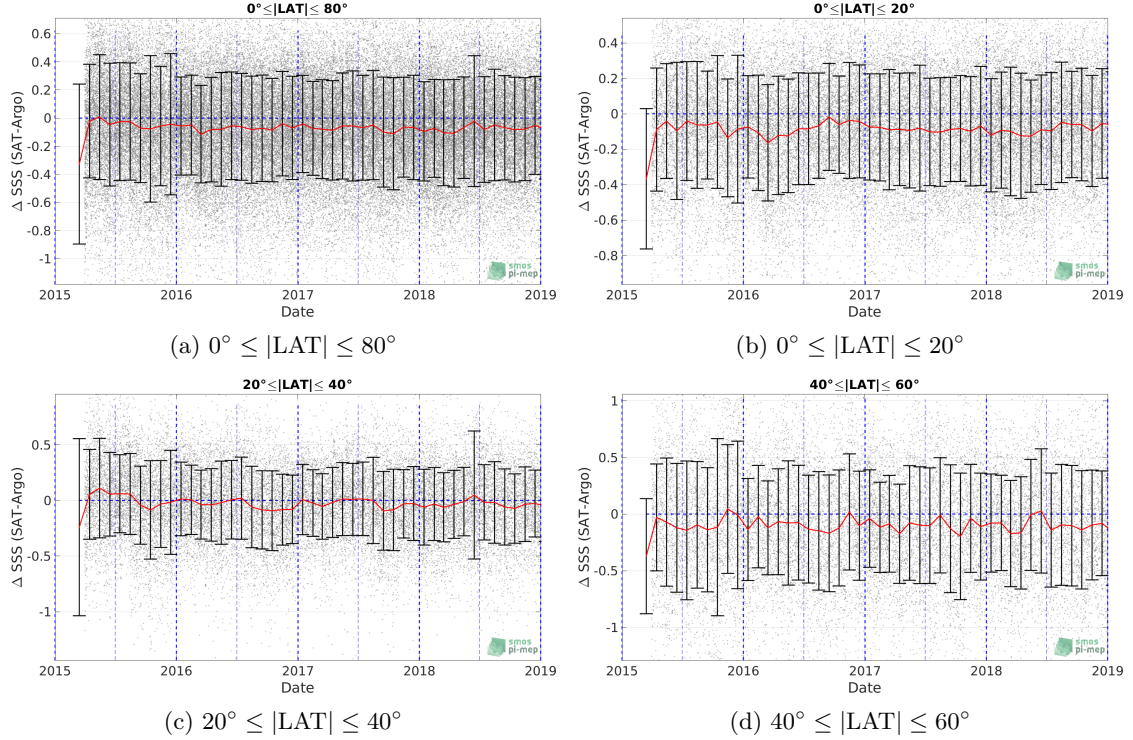 0°≤|LAT|≤ 80°
0.6
0.4
0.2
0
-0.2
-0.4
-0.6
-0.8
-1
Δ SSS (SAT-Argo)
2015
2016
2017
2018
2019
Date
smos
pi-mep
(a) 0° ≤ |LAT| ≤ 80°
0°≤|LAT|≤ 20°
0.4
0.2
0
-0.2
-0.4
-0.6
-0.8
Δ SSS (SAT-Argo)
2015
2016
2017
2018
2019
Date
smos
pi-mep
(b) 0° ≤ |LAT| ≤ 20°
20°≤|LAT|≤ 40°
0.5
0
-0.5
-1
Δ SSS (SAT-Argo)
2015
2016
2017
2018
2019
Date
smos
pi-mep
(c) 20° ≤ |LAT| ≤ 40°
40°≤|LAT|≤ 60°
1
0.5
0
-0.5
-1
Δ SSS (SAT-Argo)
2015
2016
2017
2018
2019
Date
smos
pi-mep
(d) 40° ≤ |LAT| ≤ 60°